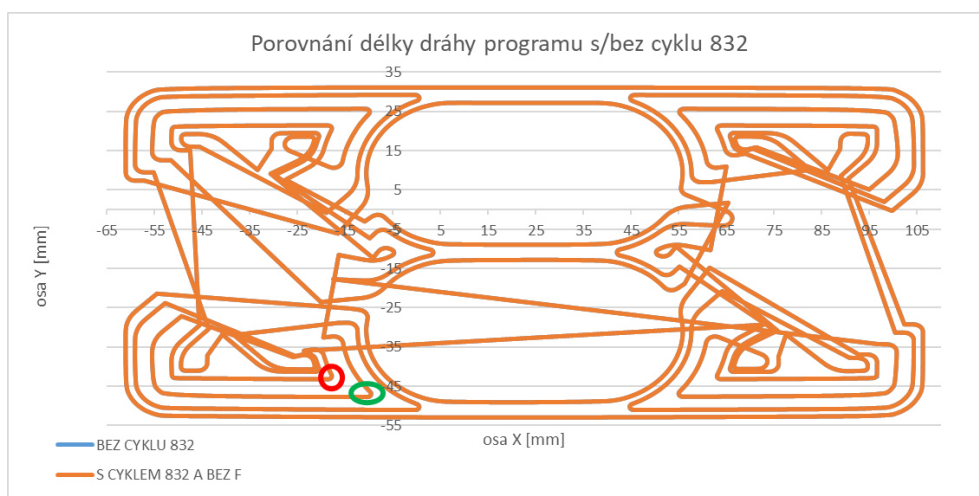 Porovnání délky dráhy programu s/bez cyklu 832
35
25
15
5
-65 -55 -45 -35 -25 -15 -5 5 15 25 35 45 55 65 75 85 95 105
-5
-15
-25
-35
-45
-55
osa Y [mm]
osa X [mm]
BEZ CYKLU 832
S CYKLEM 832 A BEZ F